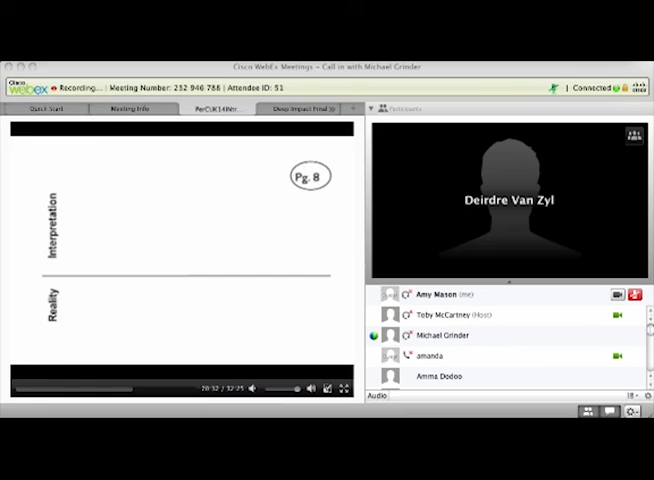 Cisco WebEx Meetings - Call in with Michael Grinder
Cisco
webex
Recording... | Meeting Number: 232 946 788 | Attendee ID: 51
| Connected
Quick Start
Meeting Info
PerCUK14INtr...
Deep Impact Final
Participants
Pg. 8
Interpretation
Reality
Deirdre Van Zyl
Amy Mason (me)
Toby McCartney (Host)
Michael Grinder
amanda
Amma Dodoo
20:32 / 32:25
Audio